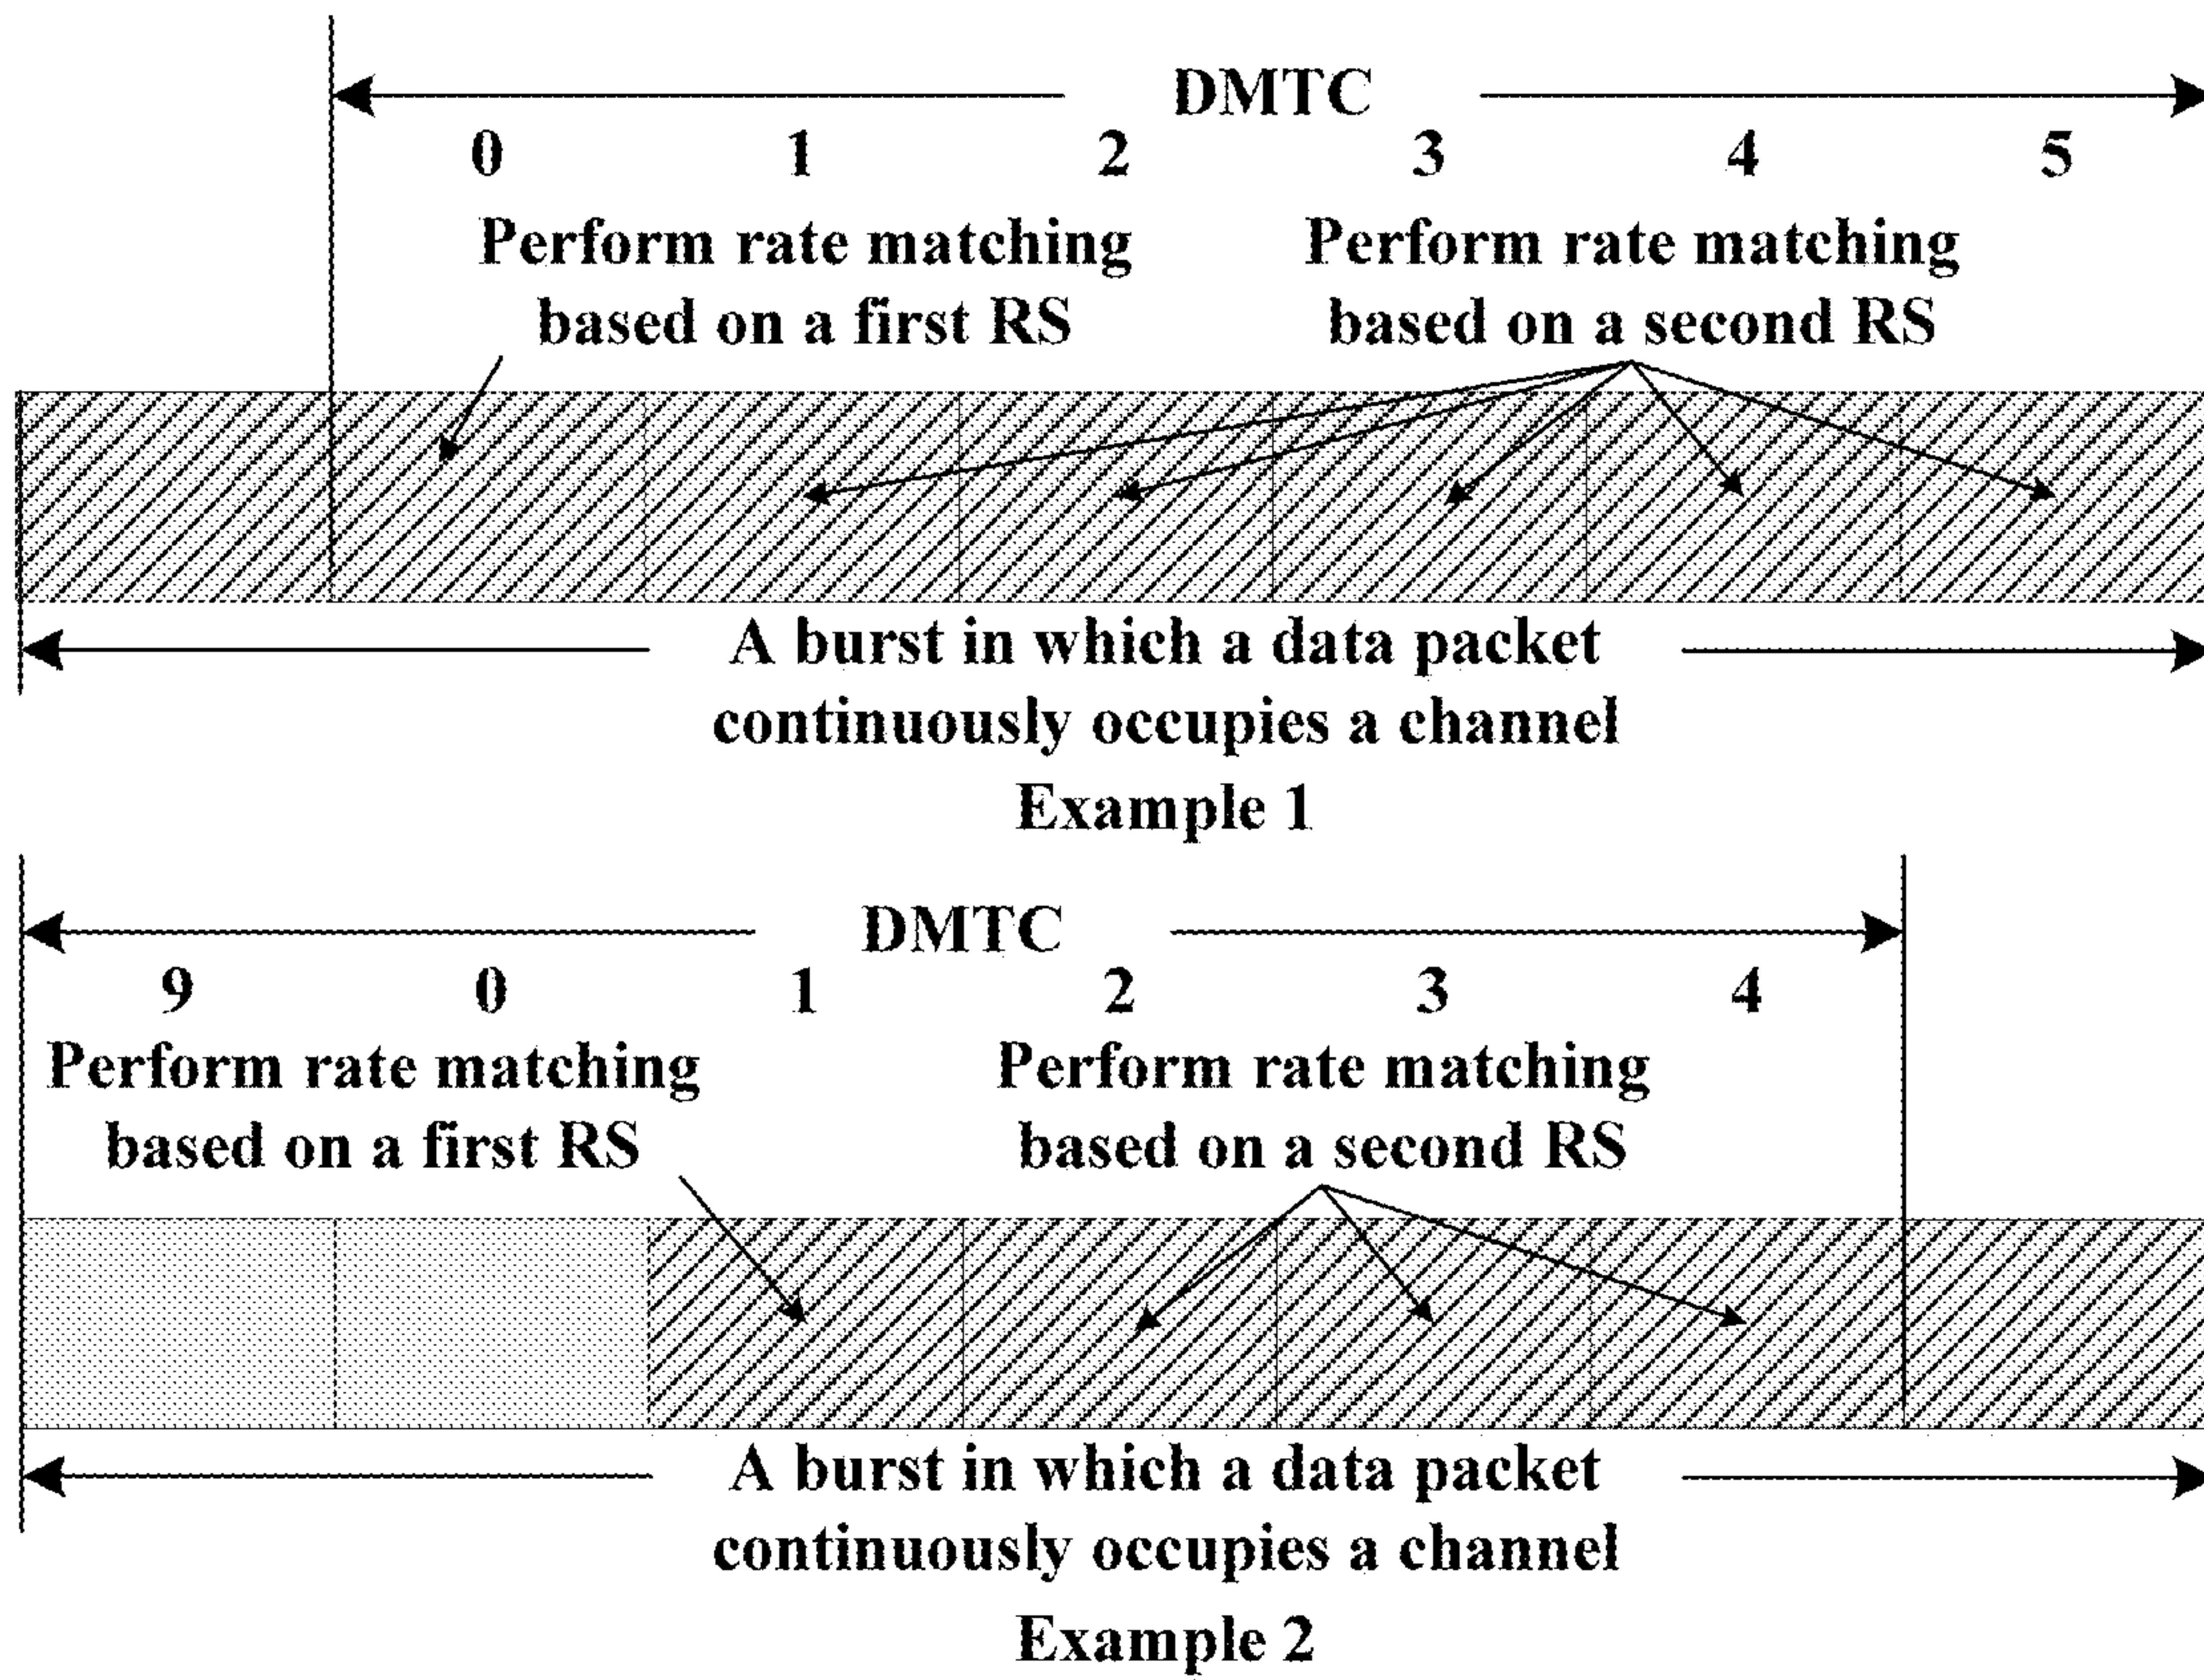 DMTC
0 1 2 3 4 5
Perform rate matching Perform rate matching
based on a first RS based on a second RS
A burst in which a data packet
continuously occupies a channel
Example 1
DMTC
9 0 1 2 3 4
Perform rate matching Perform rate matching
based on a first RS based on a second RS
A burst in which a data packet
continuously occupies a channel
Example 2